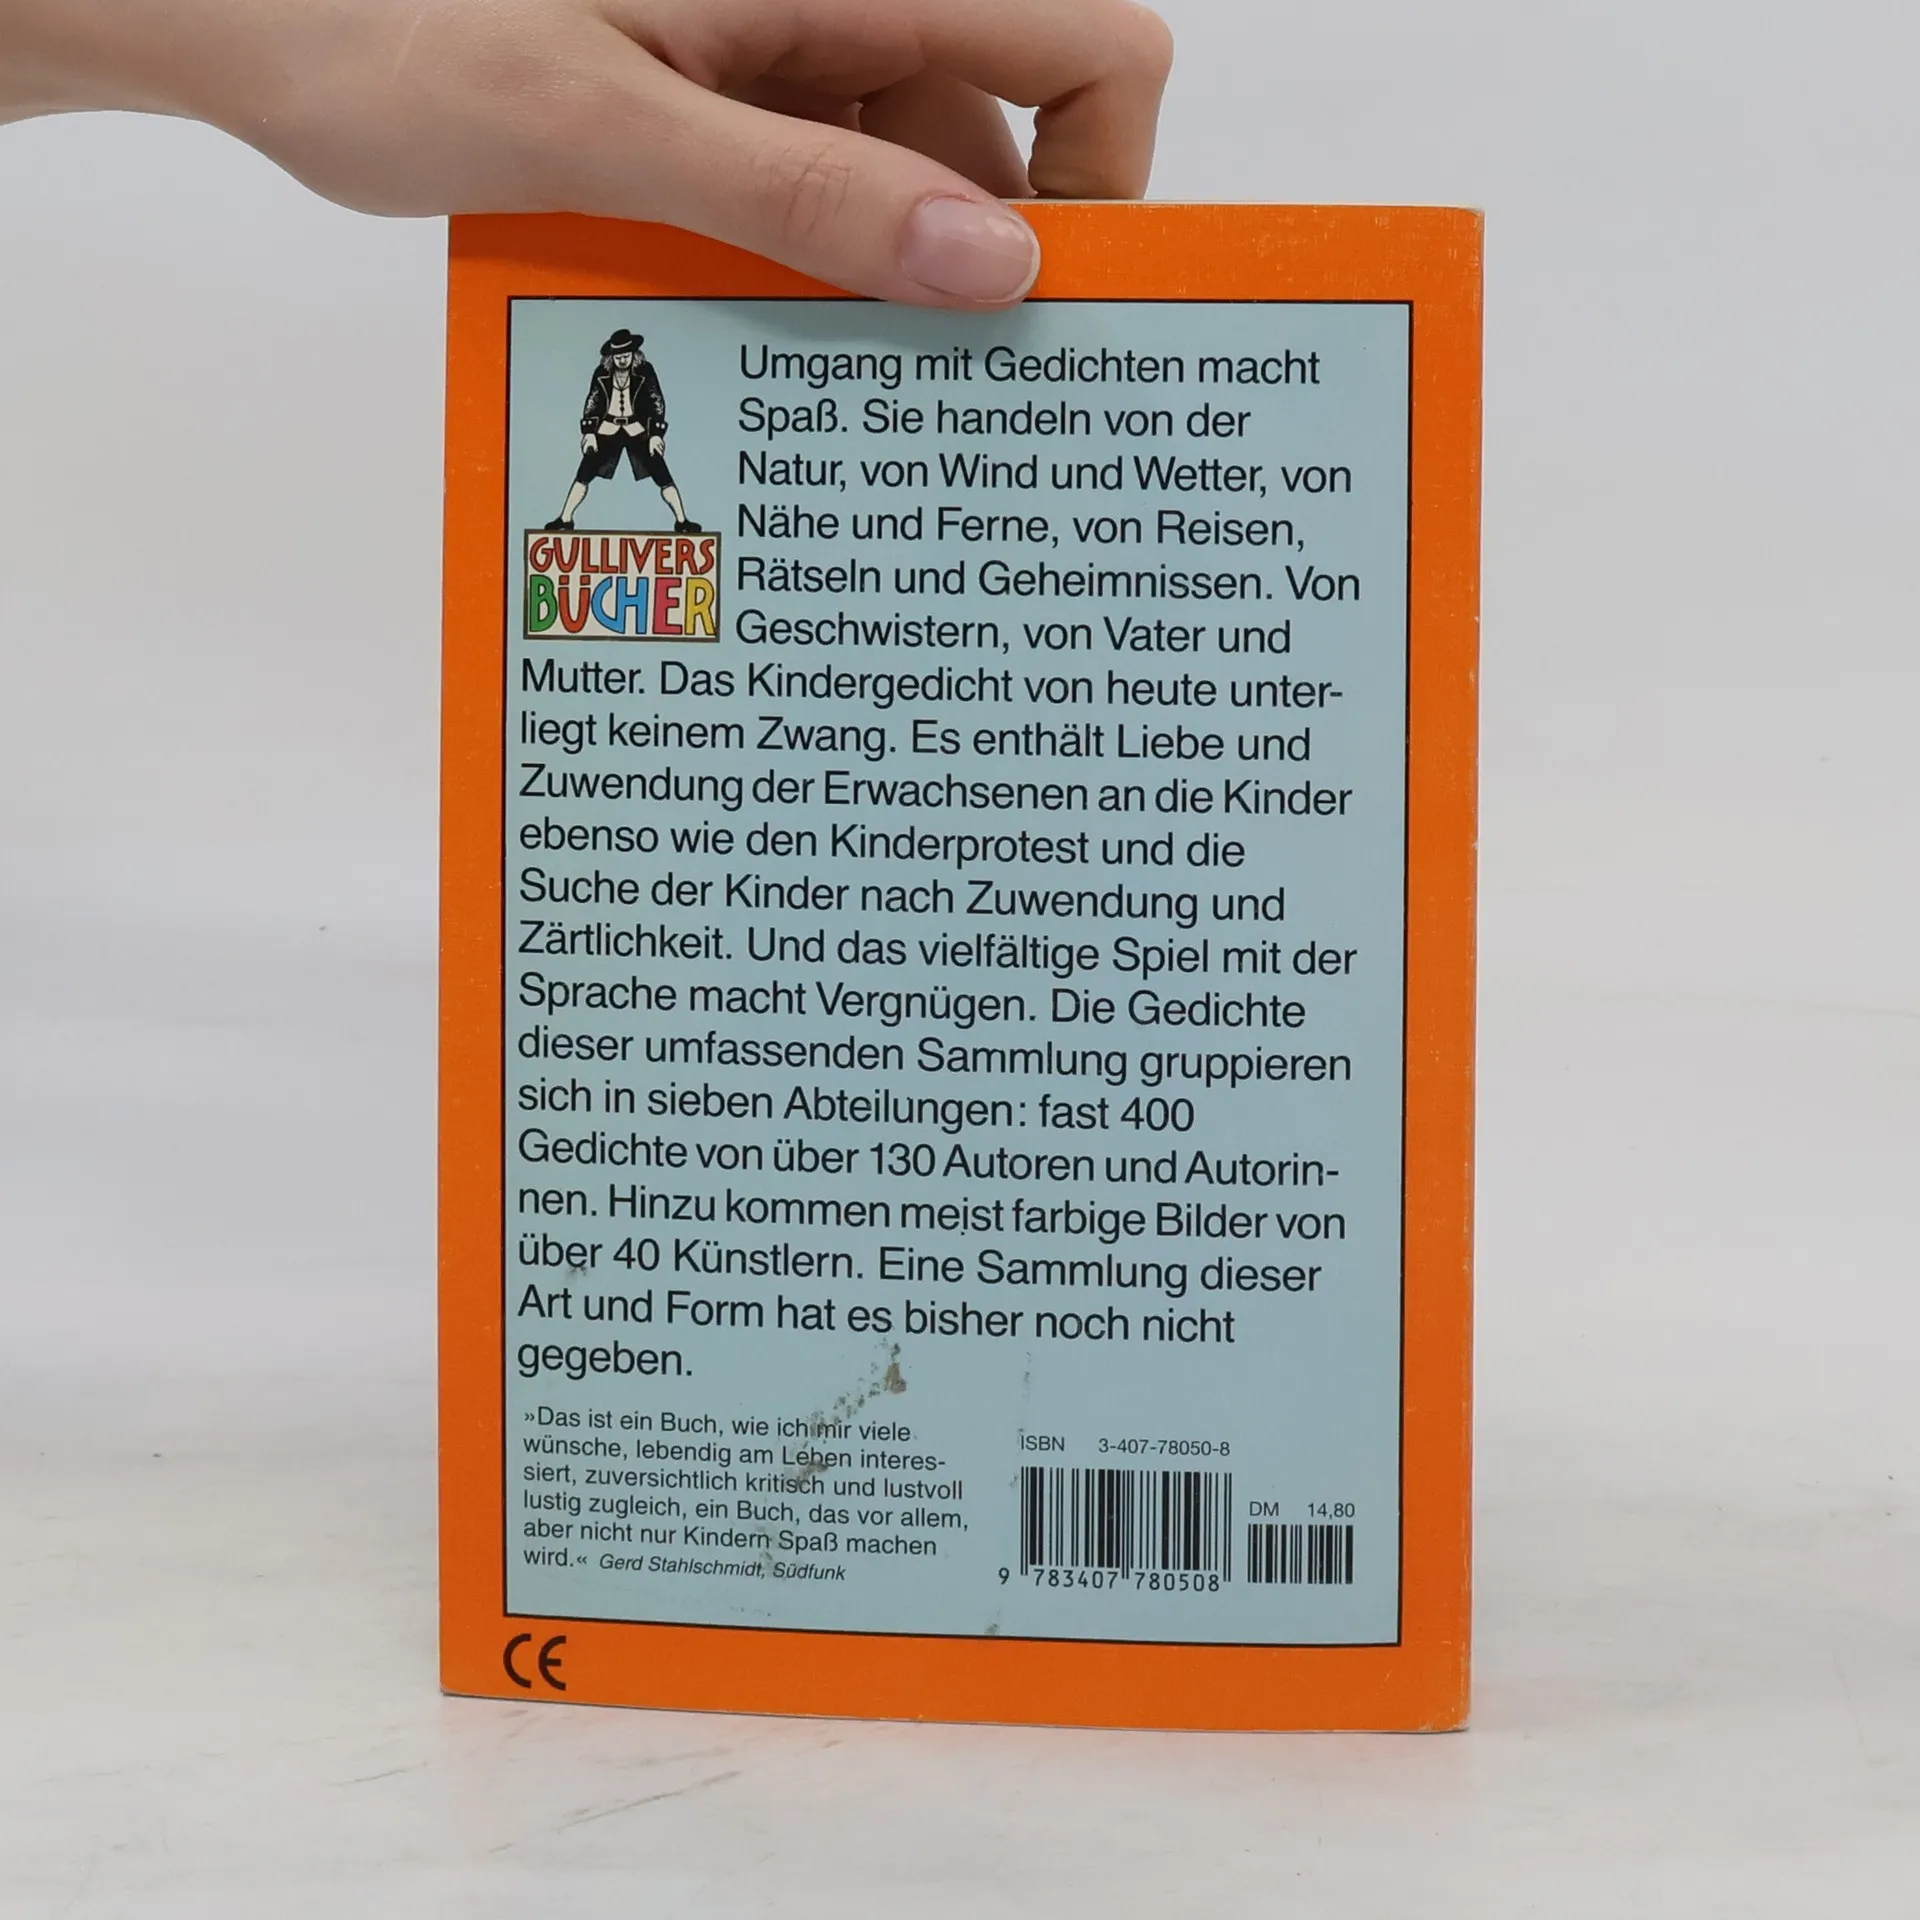 Umgang mit Gedichten macht
Spaß. Sie handeln von der
Natur, von Wind und Wetter, von
Nähe und Ferne, von Reisen,
Rätseln und Geheimnissen. Von
Geschwistern, von Vater und
GULLIVERS
BÜCHER
Mutter. Das Kindergedicht von heute unter-
liegt keinem Zwang. Es enthält Liebe und
Zuwendung der Erwachsenen an die Kinder
ebenso wie den Kinderprotest und die
Suche der Kinder nach Zuwendung und
Zärtlichkeit. Und das vielfältige Spiel mit der
Sprache macht Vergnügen. Die Gedichte
dieser umfassenden Sammlung gruppieren
sich in sieben Abteilungen: fast 400
Gedichte von über 130 Autoren und Autorin-
nen. Hinzu kommen meist farbige Bilder von
über 40 Künstlern. Eine Sammlung dieser
Art und Form hat es bisher noch nicht
gegeben.
»Das ist ein Buch, wie ich mir viele
wünsche, lebendig am Leben interes-
siert, zuversichtlich kritisch und lustvoll
lustig zugleich, ein Buch, das vor allem,
aber nicht nur Kindern Spaß machen
wird.« Gerd Stahlschmidt, Südfunk
ISBN 3-407-78050-8
DM 14,80
9 783407 780508
CE